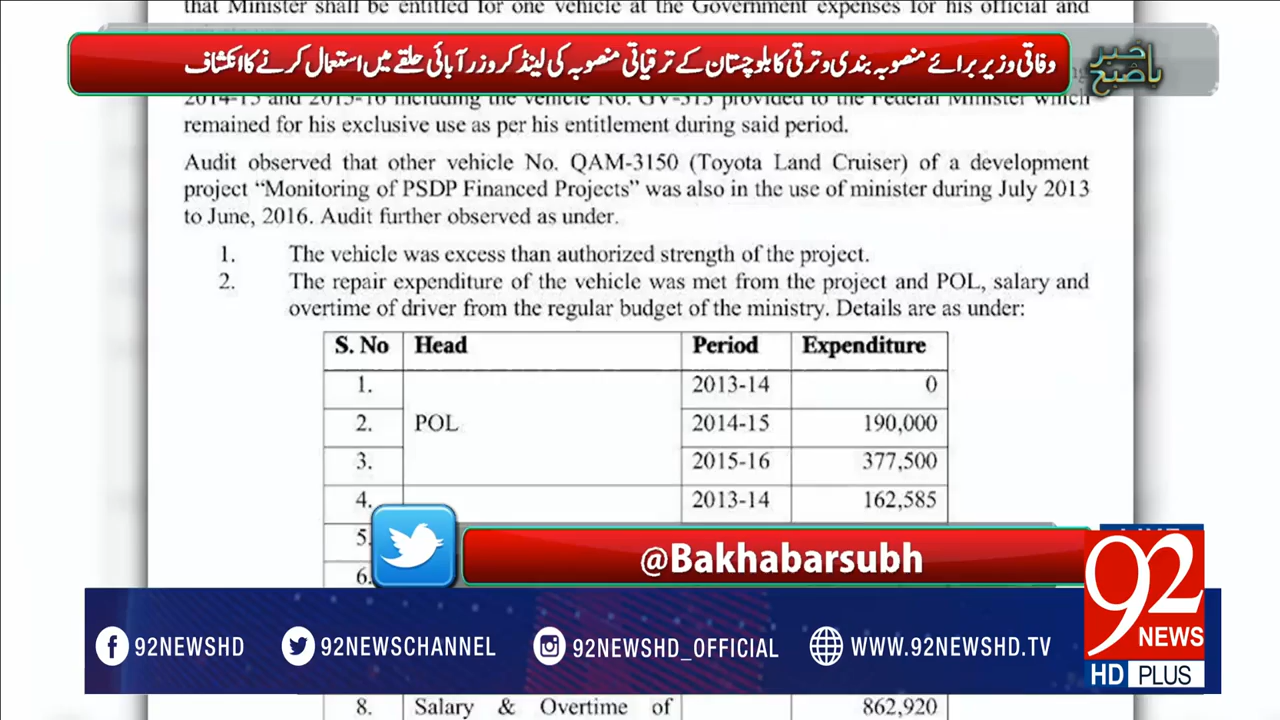 that Minister shall be entitled for one vehicle at the Government expenses for his official and
وفاقی وزیر برائے منصوبہ بندی و ترقی کا بلوچستان کے ترقیاتی منصوبہ کی لینڈ کروزر آبائی حلقے میں استعمال کرنے کا انکشاف
باخبر صبح
2014-15 and 2015-16 including the vehicle No. GV-315 provided to the Federal Minister which
remained for his exclusive use as per his entitlement during said period.
Audit observed that other vehicle No. QAM-3150 (Toyota Land Cruiser) of a development
project “Monitoring of PSDP Financed Projects” was also in the use of minister during July 2013
to June, 2016. Audit further observed as under.
1. The vehicle was excess than authorized strength of the project.
2. The repair expenditure of the vehicle was met from the project and POL, salary and
overtime of driver from the regular budget of the ministry. Details are as under:
S. No Head Period Expenditure
1. 2013-14 0
2. POL 2014-15 190,000
3. 2015-16 377,500
4. 2013-14 162,585
5.
@Bakhabarsubh
6.
92 NEWS
HD PLUS
92NEWSHD 92NEWSCHANNEL 92NEWSHD_OFFICIAL WWW.92NEWSHD.TV
8. Salary & Overtime of 862,920